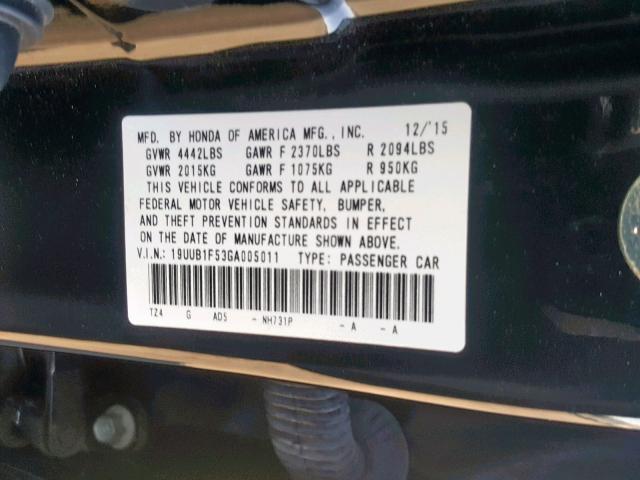 MFD. BY HONDA OF AMERICA MFG., INC. 12/'15
GVWR 4442LBS GAWR F 2370LBS R 2094LBS
GVWR 2015KG GAWR F 1075KG R 950KG
THIS VEHICLE CONFORMS TO ALL APPLICABLE
FEDERAL MOTOR VEHICLE SAFETY, BUMPER,
AND THEFT PREVENTION STANDARDS IN EFFECT
ON THE DATE OF MANUFACTURE SHOWN ABOVE.
V.I.N.: 19UUB1F53GA005011 TYPE: PASSENGER CAR
TZ4 G AD5 - NH731P - A - A